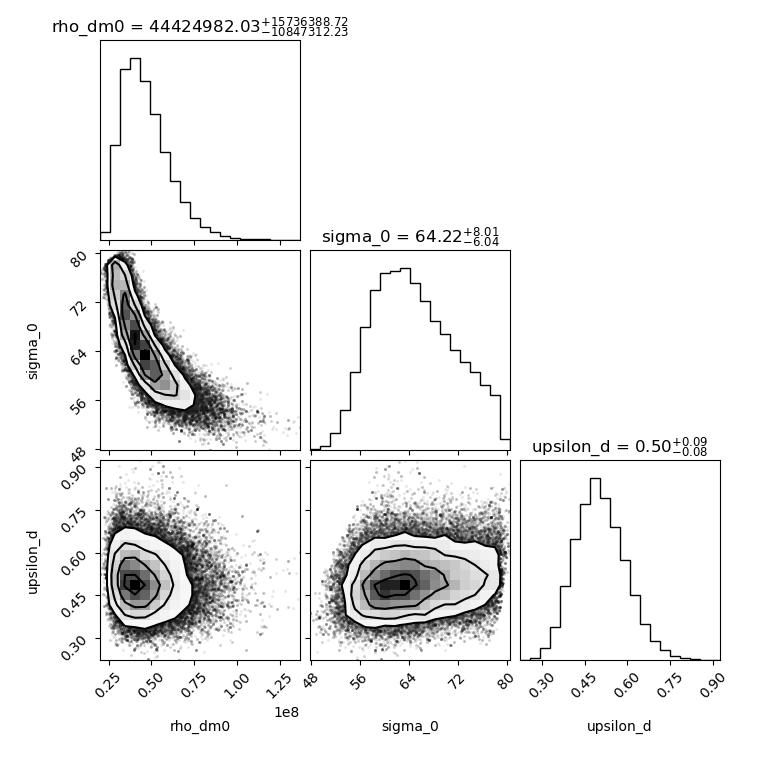 rho_dm0 = 44424982.03+15736388.72−10847312.23
sigma_0 = 64.22+8.01−6.04
80
72
64
56
48
sigma_0
upsilon_d = 0.50+0.09−0.08
0.90
0.75
0.60
0.45
0.30
upsilon_d
0.25 0.50 0.75 1.00 1.25
1e8
rho_dm0
48 56 64 72 80
sigma_0
0.30 0.45 0.60 0.75 0.90
upsilon_d